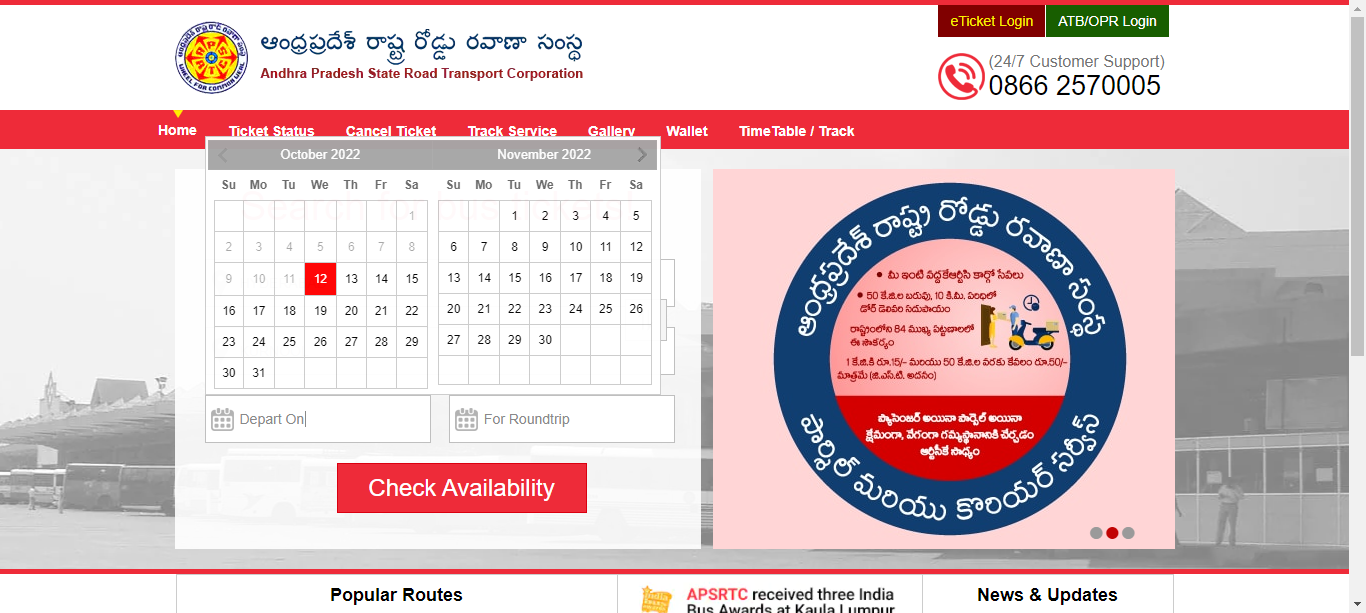 eTicket Login
ATB/OPR Login
ఆంధ్రప్రదేశ్ రాష్ట్ర రోడ్డు రవాణా సంస్థ
Andhra Pradesh State Road Transport Corporation
(24/7 Customer Support)
0866 2570005
Home Ticket Status Cancel Ticket Track Service Gallery Wallet TimeTable / Track
October 2022
Su Mo Tu We Th Fr Sa
1
2 3 4 5 6 7 8
9 10 11 12 13 14 15
16 17 18 19 20 21 22
23 24 25 26 27 28 29
30 31
November 2022
Su Mo Tu We Th Fr Sa
1 2 3 4 5
6 7 8 9 10 11 12
13 14 15 16 17 18 19
20 21 22 23 24 25 26
27 28 29 30
Depart On
For Roundtrip
Check Availability
ఆంధ్రప్రదేశ్ రాష్ట్ర రోడ్డు రవాణా సంస్థ
• మీ ఇంటి వద్దకేఆర్టీసి కార్గో సేవలు
• 50 కే.జీ.ల బరువు, 10 కి.మీ. పరిధిలో
డోర్ డెలివరి సదుపాయం
రాష్ట్రంలోని 84 ముఖ్య పట్టణాలలో
ఈ సౌకర్యం
1 కే.జీ.కి రూ.15/- మరియు 50 కే.జీ.ల వరకు కేవలం రూ.50/-
మాత్రమే (జి.ఎస్.టి. అదనం)
ప్యాసెంజర్ అయినా పార్శెల్ అయినా
క్షేమంగా, వేగంగా గమ్యస్థానానికి చేర్చడం
ఆర్టీసీకే సాధ్యం
పార్శిల్ మరియు కొరియర్ సర్వీస్
Popular Routes
APSRTC received three India
Bus Awards at Kaula Lumpur
News & Updates